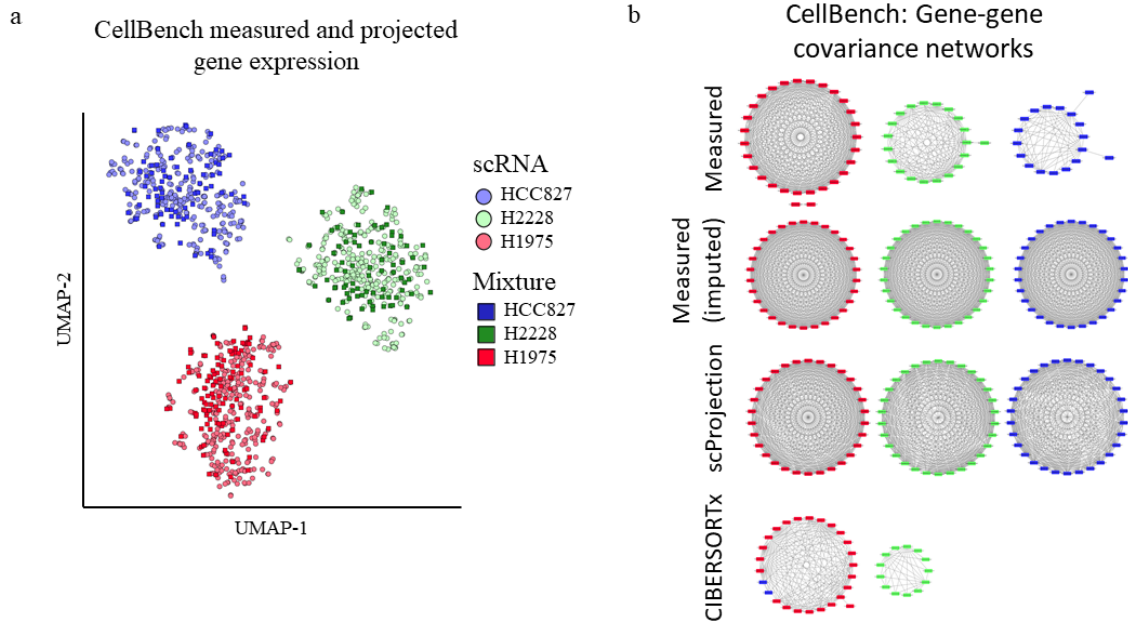 a
CellBench measured and projected
gene expression
UMAP-2
UMAP-1
scRNA
HCC827
H2228
H1975
Mixture
HCC827
H2228
H1975
b
CellBench: Gene-gene
covariance networks
Measured
Measured
(imputed)
scProjection
CIBERSORTx